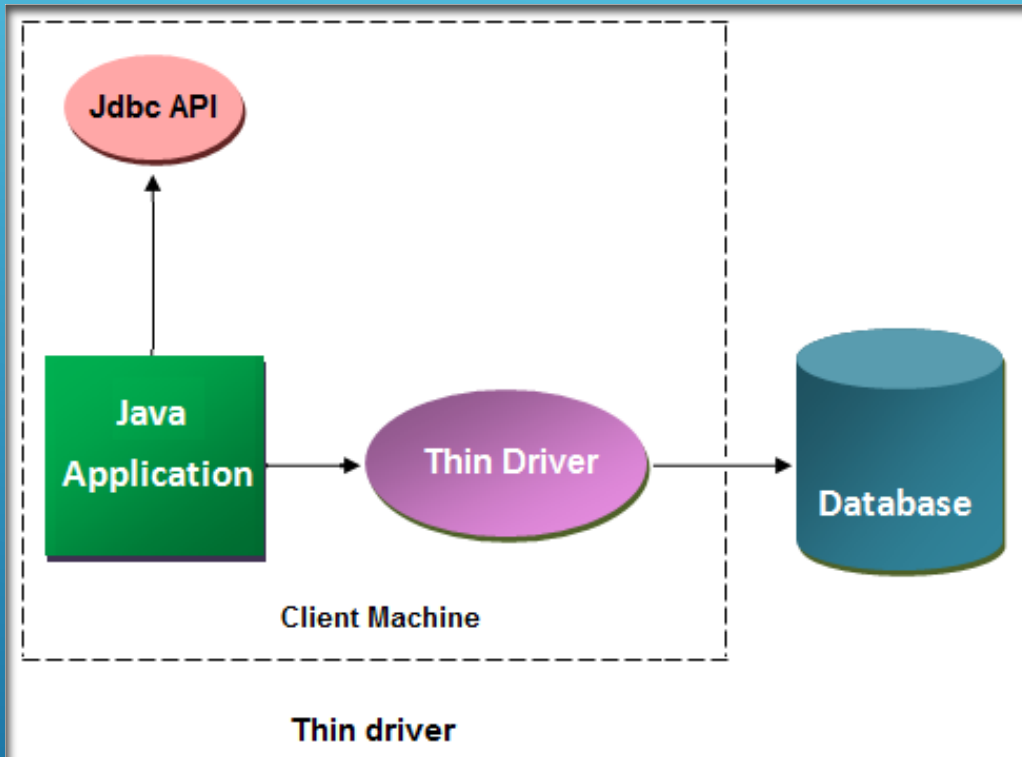 Jdbc API
Java
Application
Thin Driver
Database
Client Machine
Thin driver